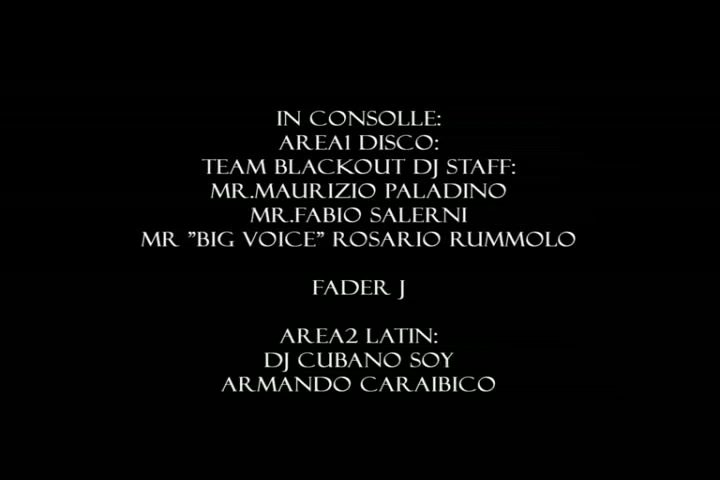 IN CONSOLLE:
AREA1 DISCO:
TEAM BLACKOUT DJ STAFF:
MR.MAURIZIO PALADINO
MR.FABIO SALERNI
MR "BIG VOICE" ROSARIO RUMMOLO
FADER J
AREA2 LATIN:
DJ CUBANO SOY
ARMANDO CARAIBICO